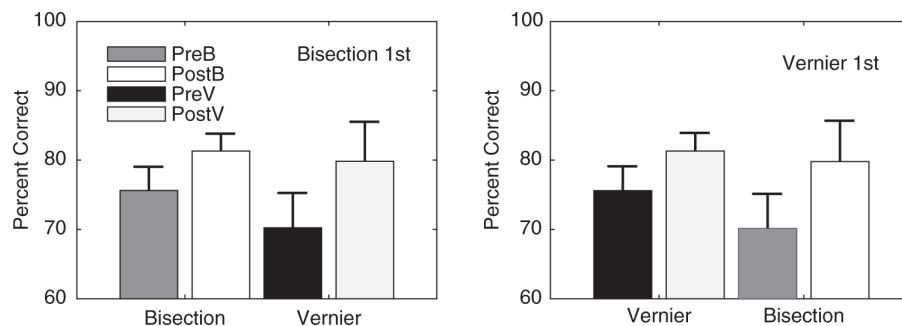 100
90
80
70
60
Percent Correct
PreB
PostB
PreV
PostV
Bisection 1st
Bisection
Vernier
100
90
80
70
60
Percent Correct
Vernier 1st
Vernier
Bisection